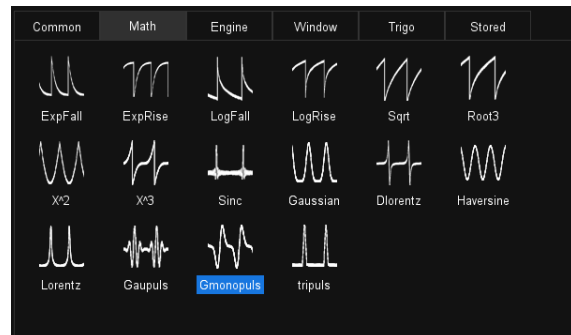 Common Math Engine Window Trigo Stored
ExpFall ExpRise LogFall LogRise Sqrt Root3
X^2 X^3 Sinc Gaussian Dlorentz Haversine
Lorentz Gaupuls Gmonopuls tripuls